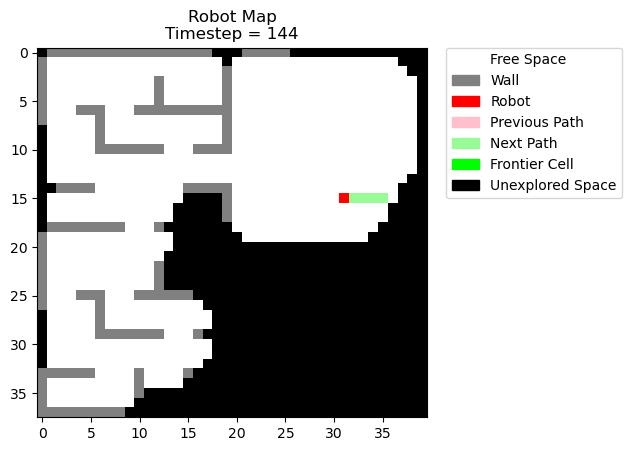 Robot Map
Timestep = 144
0
5
10
15
20
25
30
35
0
5
10
15
20
25
30
35
Free Space
Wall
Robot
Previous Path
Next Path
Frontier Cell
Unexplored Space